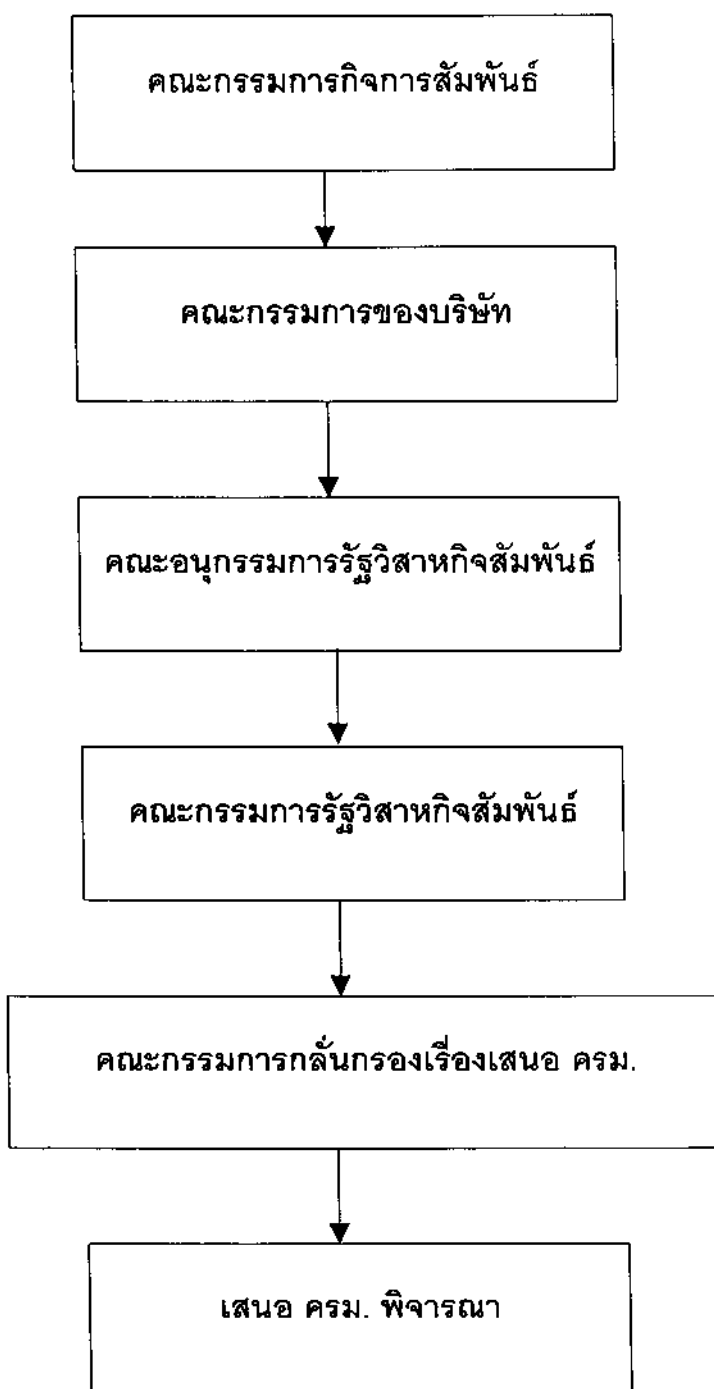 คณะกรรมการกิจการสัมพันธ์
คณะกรรมการของบริษัท
คณะอนุกรรมการรัฐวิสาหกิจสัมพันธ์
คณะกรรมการรัฐวิสาหกิจสัมพันธ์
คณะกรรมการกลั่นกรองเรื่องเสนอ ครม.
เสนอ ครม. พิจารณา